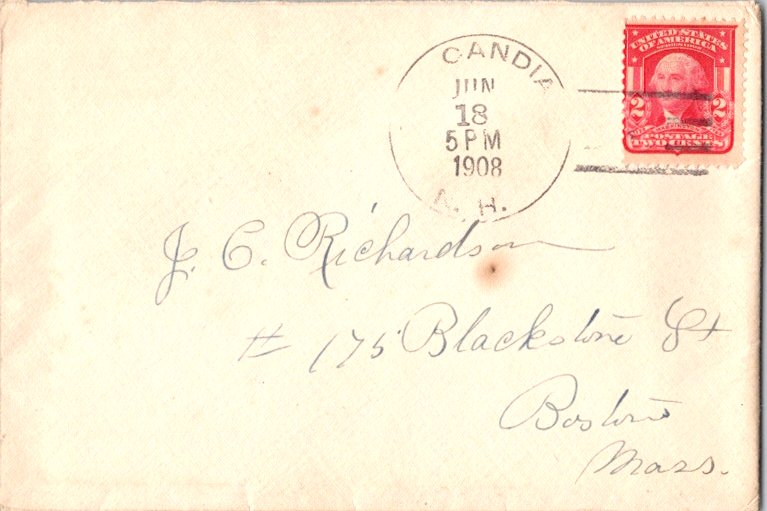 CANDIA
JUN
18
5 PM
1908
N. H.
UNITED STATES
OF AMERICA
2 2
POSTAGE
TWO CENTS
J. C. Richardson
# 175 Blackstone St
Boston
Mass.